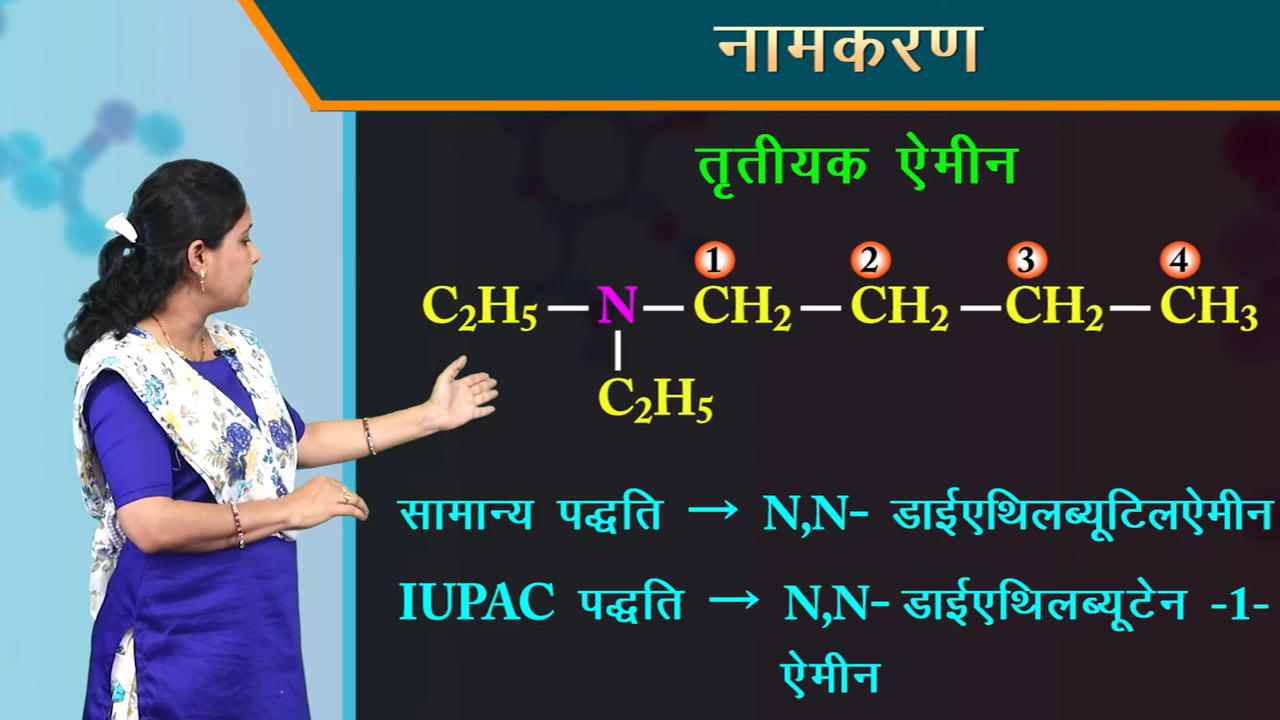 नामकरण
तृतीयक ऐमीन
1 2 3 4
C₂H₅—N—CH₂—CH₂—CH₂—CH₃
C₂H₅
सामान्य पद्धति → N,N- डाईएथिलब्यूटिलऐमीन
IUPAC पद्धति → N,N- डाईएथिलब्यूटेन -1-
ऐमीन